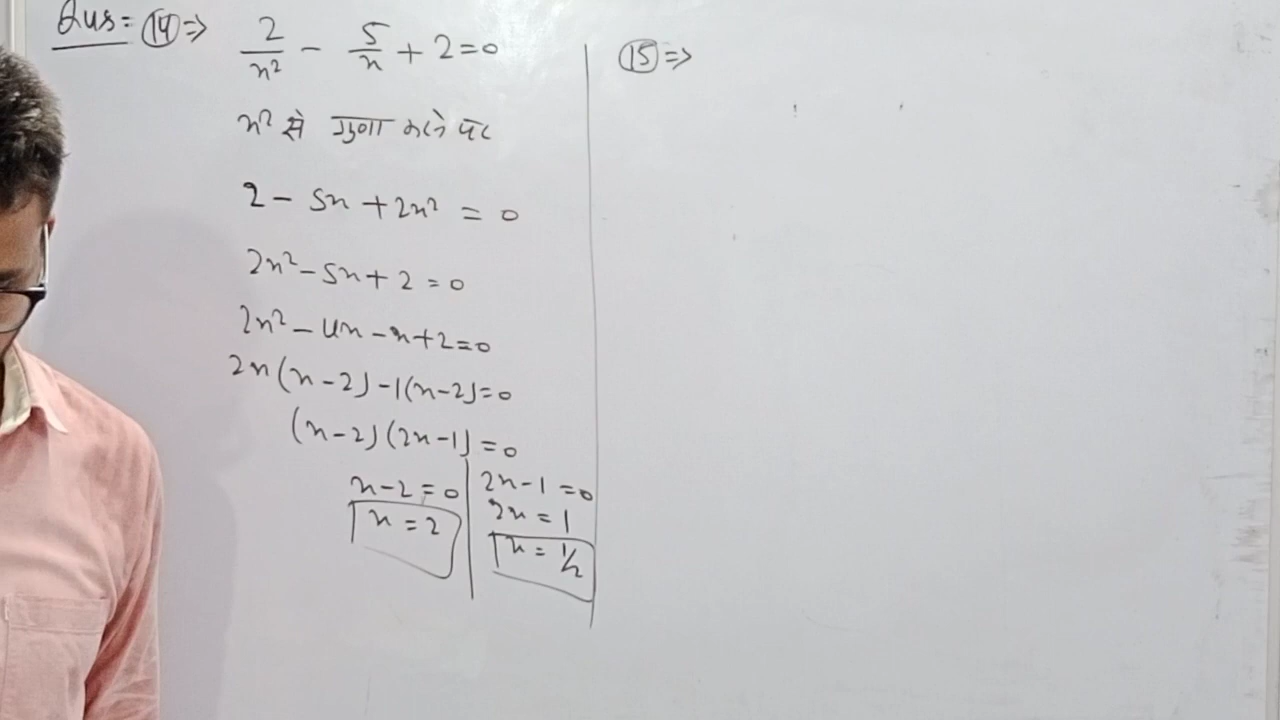 Qus = (14) ⇒ 2/x² - 5/x + 2 = 0
x² से गुणा करने पर
2 - 5x + 2x² = 0
2x² - 5x + 2 = 0
2x² - 4x - x + 2 = 0
2x(x-2) - 1(x-2) = 0
(x-2)(2x-1) = 0
x-2 = 0
x = 2
2x-1 = 0
2x = 1
x = 1/2
(15) ⇒